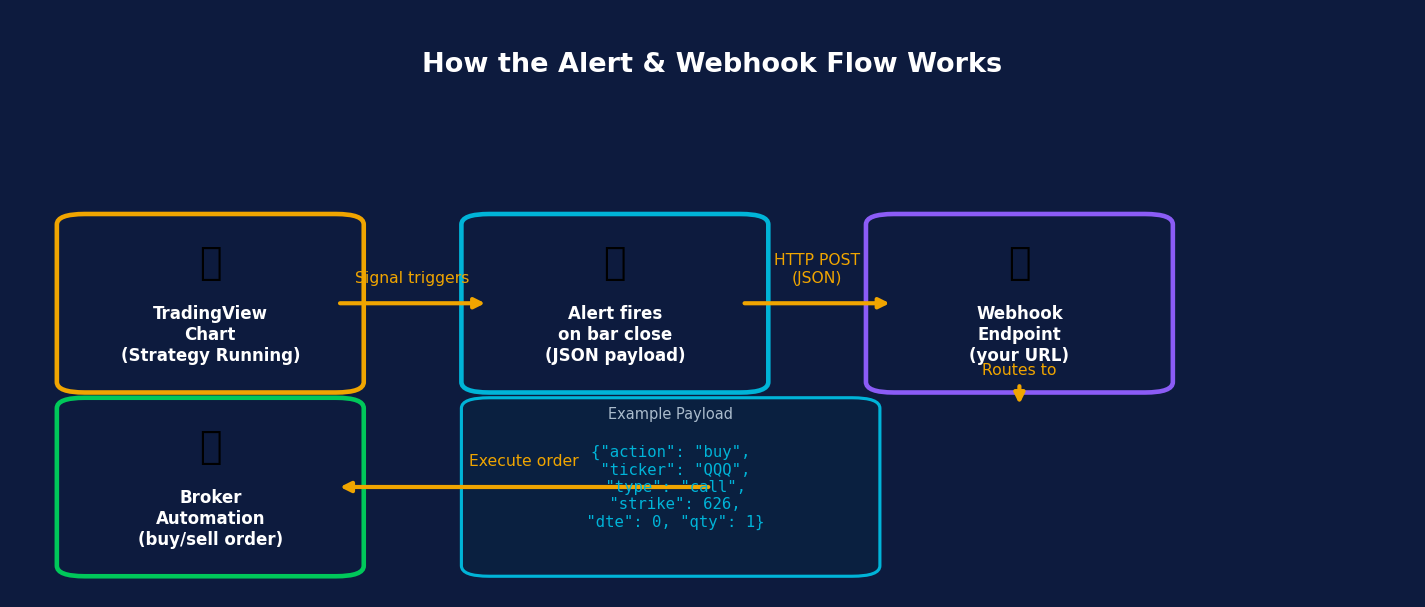 How the Alert & Webhook Flow Works
TradingView
Chart
(Strategy Running)
Signal triggers
Alert fires
on bar close
(JSON payload)
HTTP POST
(JSON)
Webhook
Endpoint
(your URL)
Routes to
Broker
Automation
(buy/sell order)
Execute order
Example Payload
{"action": "buy",
"ticker": "QQQ",
"type": "call",
"strike": 626,
"dte": 0, "qty": 1}